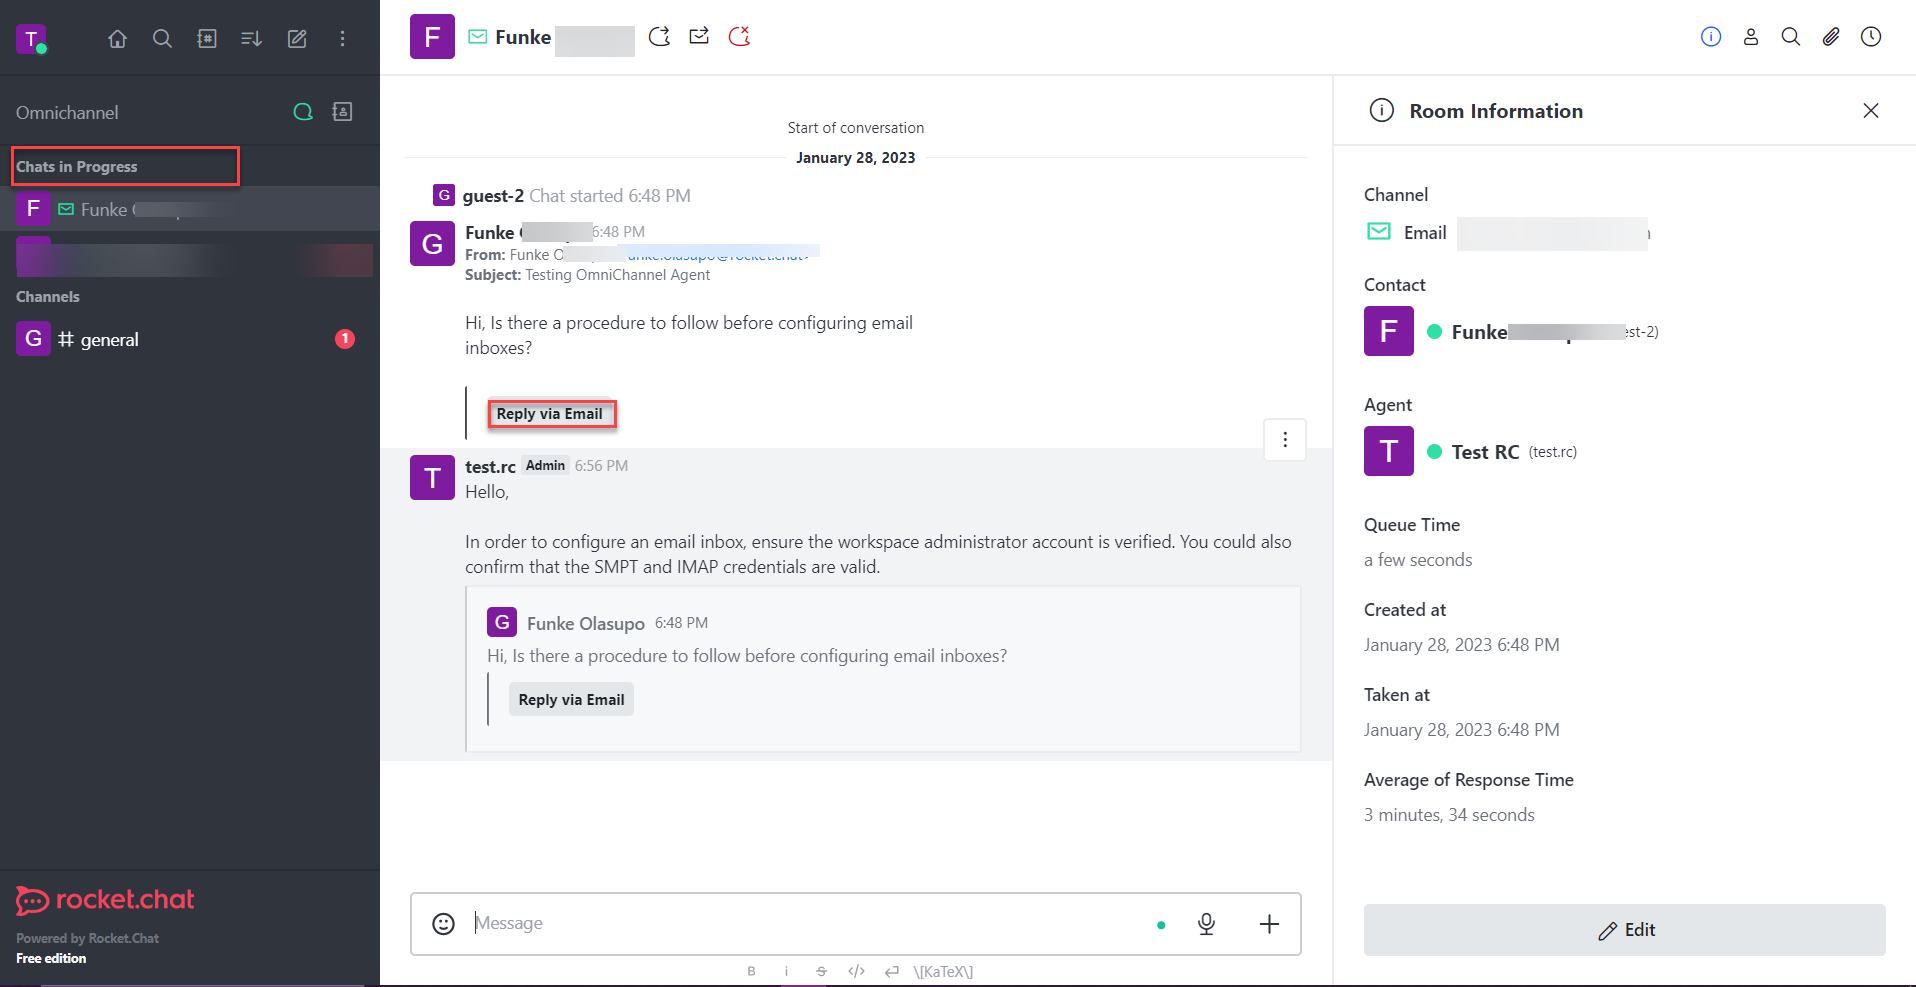 T
Omnichannel
Chats in Progress
F Funke
Channels
G # general 1
rocket.chat
Powered by Rocket.Chat
Free edition
F Funke
Start of conversation
January 28, 2023
G guest-2 Chat started 6:48 PM
G Funke 6:48 PM
From: Funke O
Subject: Testing OmniChannel Agent
Hi, Is there a procedure to follow before configuring email
inboxes?
Reply via Email
T test.rc Admin 6:56 PM
Hello,
In order to configure an email inbox, ensure the workspace administrator account is verified. You could also
confirm that the SMPT and IMAP credentials are valid.
G Funke Olasupo 6:48 PM
Hi, Is there a procedure to follow before configuring email inboxes?
Reply via Email
Message
B i S </> \[KaTeX\]
Room Information
Channel
Email
Contact
F Funke est-2)
Agent
T Test RC (test.rc)
Queue Time
a few seconds
Created at
January 28, 2023 6:48 PM
Taken at
January 28, 2023 6:48 PM
Average of Response Time
3 minutes, 34 seconds
Edit